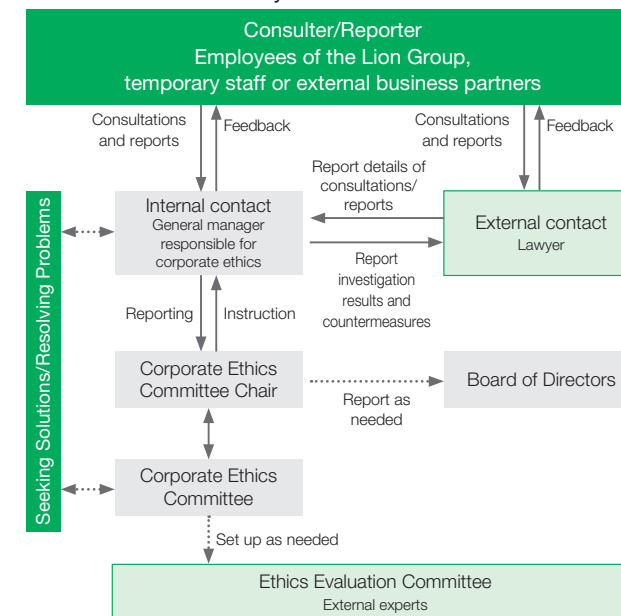 Consulter/Reporter
Employees of the Lion Group,
temporary staff or external business partners
Consultations
and reports
Feedback
Consultations
and reports
Feedback
Report details of
consultations/
reports
Seeking Solutions/Resolving Problems
Internal contact
General manager
responsible for
corporate ethics
External contact
Lawyer
Report
investigation
results and
countermeasures
Reporting
Instruction
Corporate Ethics
Committee Chair
Report as
needed
Board of Directors
Corporate Ethics
Committee
Set up as needed
Ethics Evaluation Committee
External experts